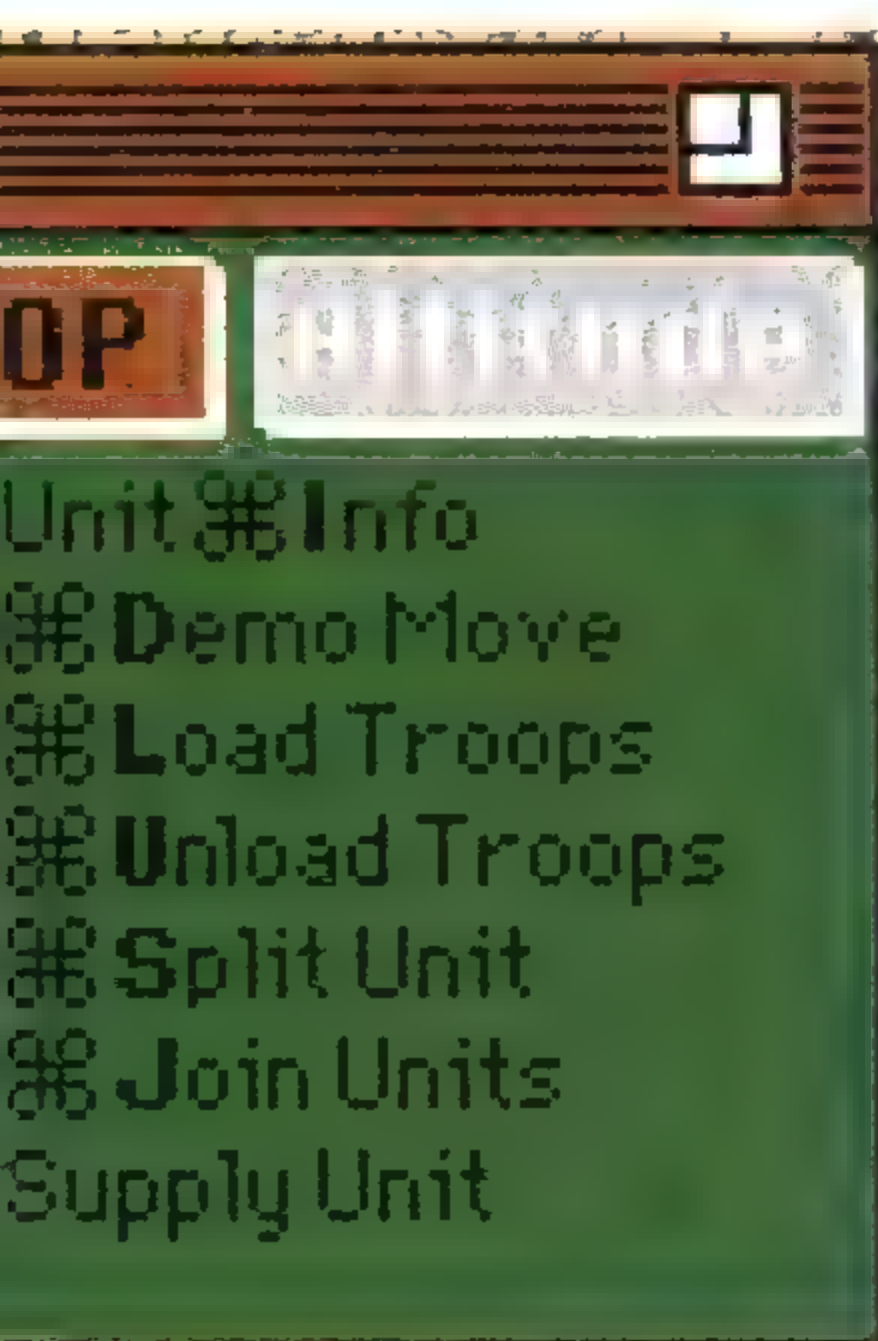 OP
Unit ⌘Info
⌘Demo Move
⌘Load Troops
⌘Unload Troops
⌘Split Unit
⌘Join Units
Supply Unit